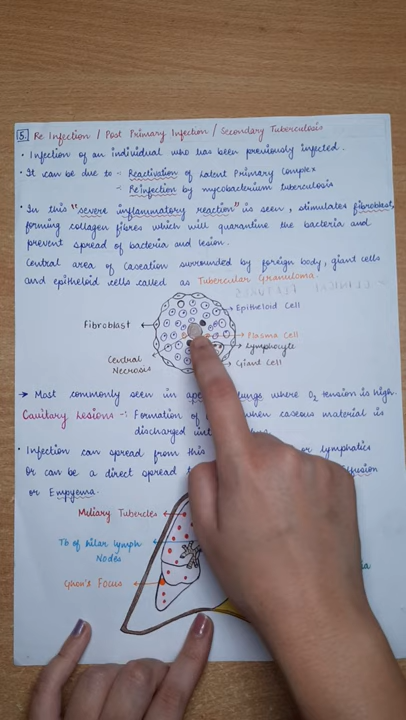 5. Re Infection / Post Primary Infection / Secondary Tuberculosis
• Infection of an individual who has been previously infected.
• It can be due to :- Reactivation of Latent Primary Complex
:- Reinfection by mycobacterium tuberculosis
• In this "severe inflammatory reaction" is seen, stimulates fibroblast,
forming collagen fibres which will quarantine the bacteria and
prevent spread of bacteria and lesion.
Central area of Caseation surrounded by foreign body, giant cells
and epitheloid cells called as Tubercular Granuloma.
Epitheloid Cell
Fibroblast
Plasma Cell
Lymphocyte
Central Necrosis
Giant Cell
→ Most commonly seen in lungs where O2 tension is high.
Cavitary Lesions :- Formation of when caseous material is
discharged
• Infection can spread from this or lymphatics
Or can be a direct spread
or Empyema.
Miliary Tubercles
Tb of hilar lymph
Nodes
Ghon's Focus